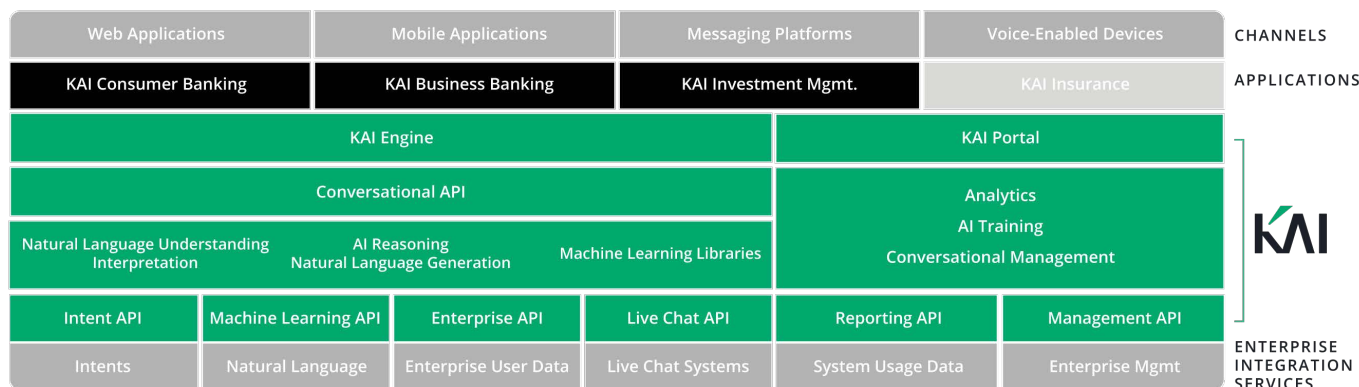 Web Applications
Mobile Applications
Messaging Platforms
Voice-Enabled Devices
CHANNELS
KAI Consumer Banking
KAI Business Banking
KAI Investment Mgmt.
KAI Insurance
APPLICATIONS
KAI Engine
KAI Portal
Conversational API
Analytics
AI Training
Conversational Management
Natural Language Understanding
Interpretation
AI Reasoning
Natural Language Generation
Machine Learning Libraries
KAI
Intent API
Machine Learning API
Enterprise API
Live Chat API
Reporting API
Management API
Intents
Natural Language
Enterprise User Data
Live Chat Systems
System Usage Data
Enterprise Mgmt
ENTERPRISE
INTEGRATION
SERVICES